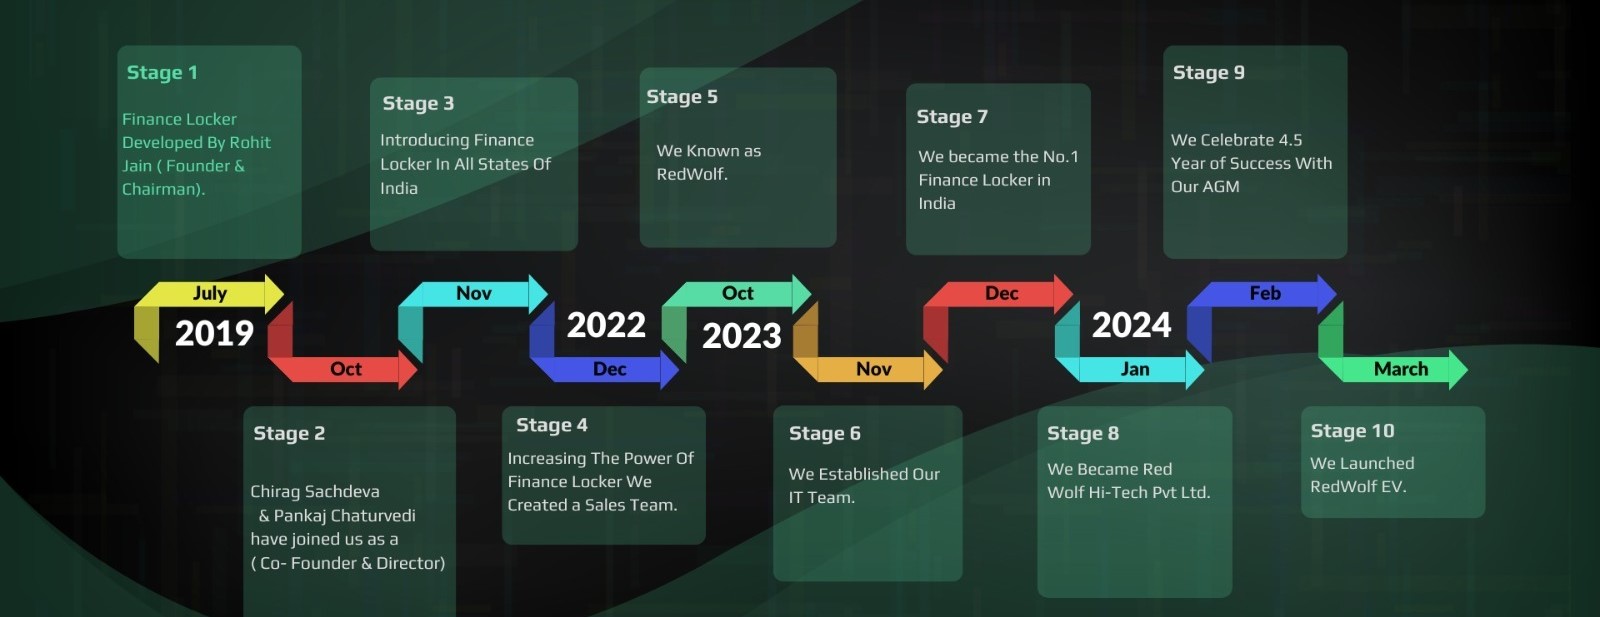 Stage 1
Finance Locker
Developed By Rohit
Jain ( Founder &
Chairman).
Stage 3
Introducing Finance
Locker In All States Of
India
Stage 5
We Known as
RedWolf.
Stage 7
We became the No.1
Finance Locker in
India
Stage 9
We Celebrate 4.5
Year of Success With
Our AGM
July
2019
Oct
Nov
2022
Dec
Oct
2023
Nov
Dec
2024
Jan
Feb
March
Stage 2
Chirag Sachdeva
& Pankaj Chaturvedi
have joined us as a
( Co- Founder & Director)
Stage 4
Increasing The Power Of
Finance Locker We
Created a Sales Team.
Stage 6
We Established Our
IT Team.
Stage 8
We Became Red
Wolf Hi-Tech Pvt Ltd.
Stage 10
We Launched
RedWolf EV.